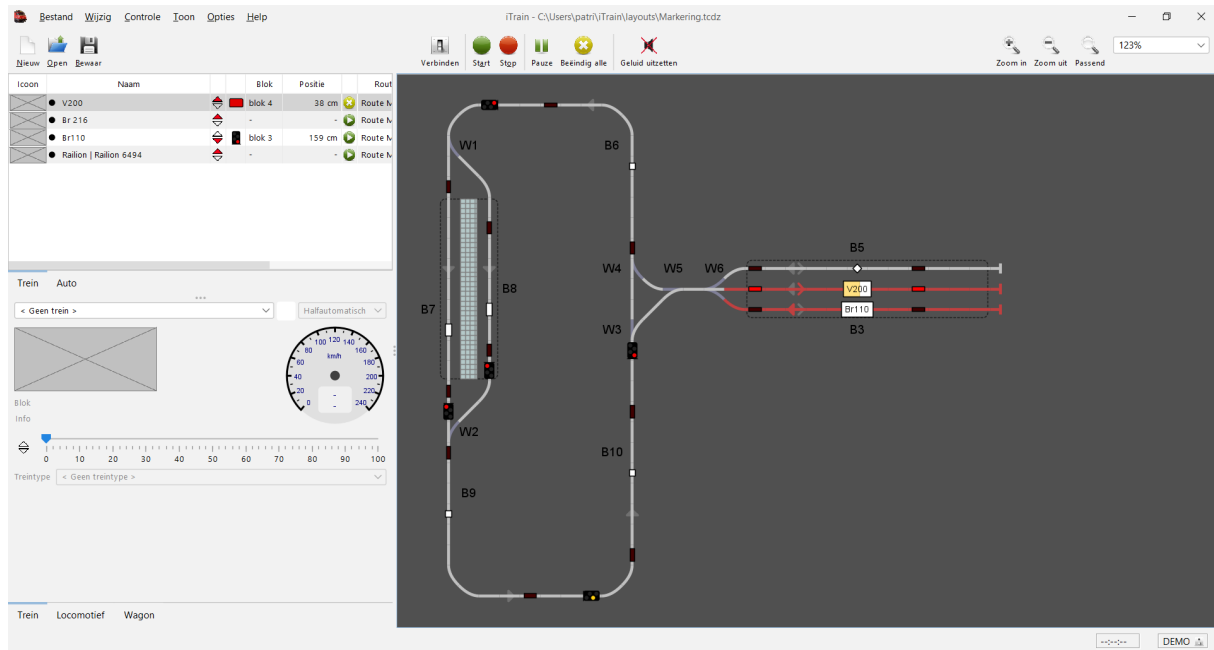 iTrain - C:\Users\patri\iTrain\layouts\Markering.tcdz
Bestand Wijzig Controle Toon Opties Help
Nieuw Open Bewaar Verbinden Start Stop Pauze Beëindig alle Geluid uitzetten Zoom in Zoom uit Passend 123%
Icoon Naam Blok Positie Rout
V200 blok 4 38 cm Route M
Br 216 - - Route M
Br110 blok 3 159 cm Route M
Railion | Railion 6494 - - Route M
Trein Auto
< Geen trein > Halfautomatisch
0 20 40 60 80 100 120 140 160 180 200 220 240
km/h
-
-
Blok
Info
0 10 20 30 40 50 60 70 80 90 100
Treintype < Geen treintype >
Trein Locomotief Wagon
W1 B6
B5
W4 W5 W6
B8
V200
B7
Br110
W3 B3
W2
B10
B9
--:--:-- DEMO